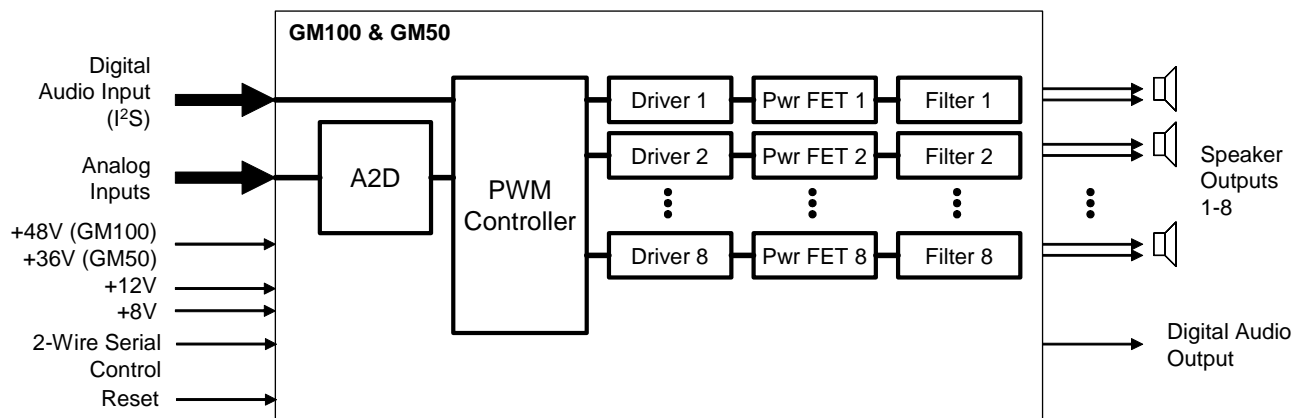 GM100 & GM50
Digital
Audio Input
(I²S)
Analog
Inputs
+48V (GM100)
+36V (GM50)
+12V
+8V
2-Wire Serial
Control
Reset
A2D
PWM
Controller
Driver 1
Pwr FET 1
Filter 1
Driver 2
Pwr FET 2
Filter 2
Driver 8
Pwr FET 8
Filter 8
Speaker
Outputs
1-8
Digital Audio
Output